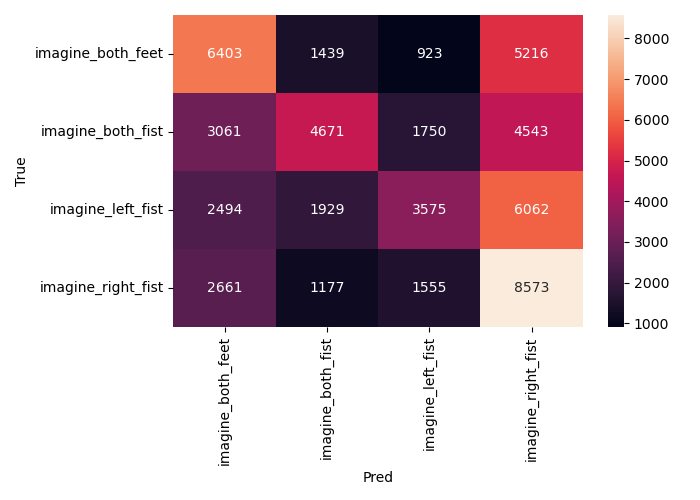 imagine_both_feet 6403 1439 923 5216
imagine_both_fist 3061 4671 1750 4543
imagine_left_fist 2494 1929 3575 6062
imagine_right_fist 2661 1177 1555 8573
True
imagine_both_feet
imagine_both_fist
imagine_left_fist
imagine_right_fist
Pred
8000
7000
6000
5000
4000
3000
2000
1000